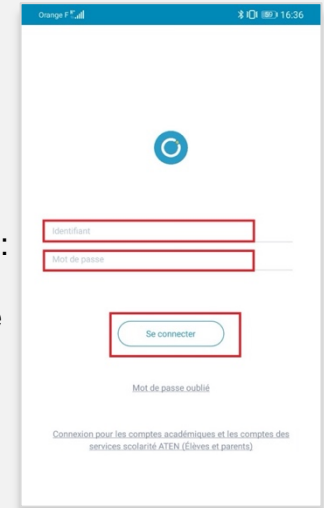 Orange F
16:36
Identifiant
:
Mot de passe
e
Se connecter
Mot de passe oublié
Connexion pour les comptes académiques et les comptes des
services scolarité ATEN (Élèves et parents)